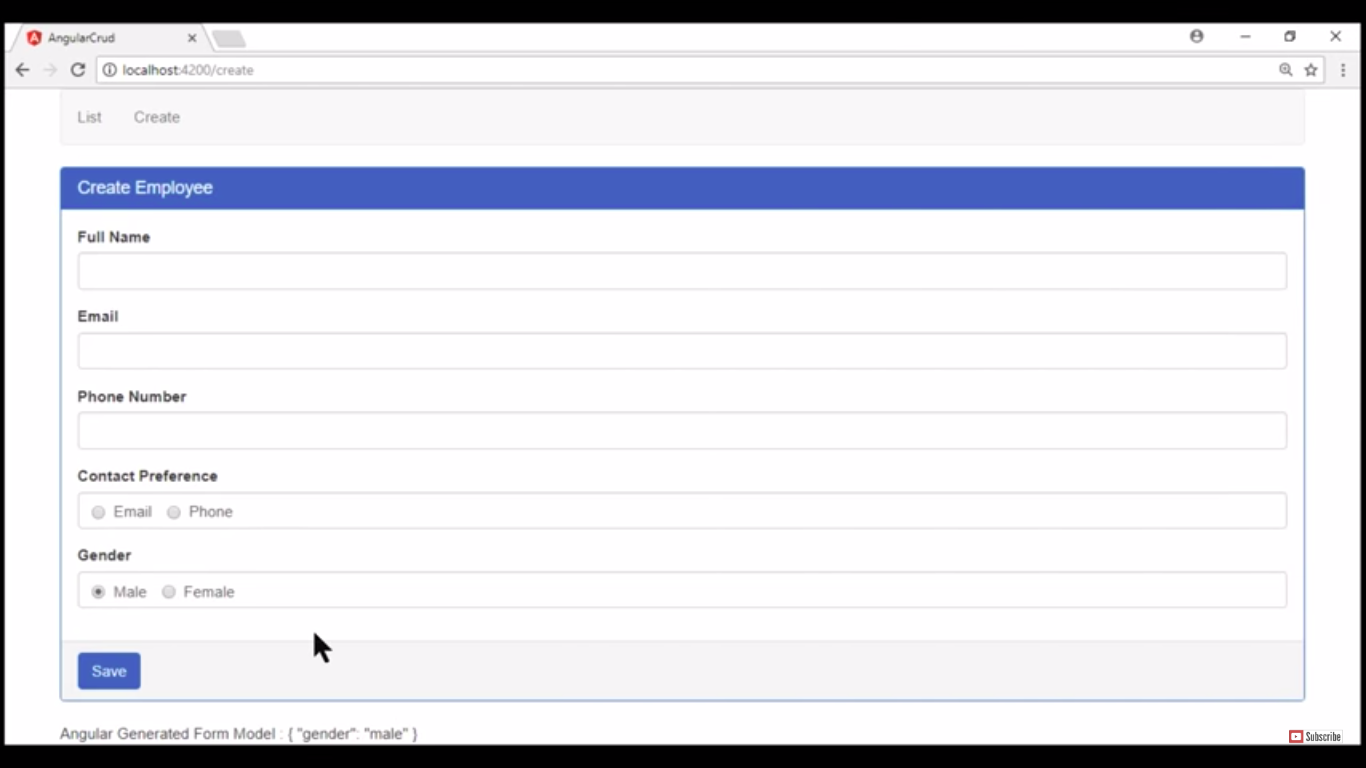 AngularCrud
localhost:4200/create
List Create
Create Employee
Full Name
Email
Phone Number
Contact Preference
Email Phone
Gender
Male Female
Save
Angular Generated Form Model : { "gender": "male" }
Subscribe